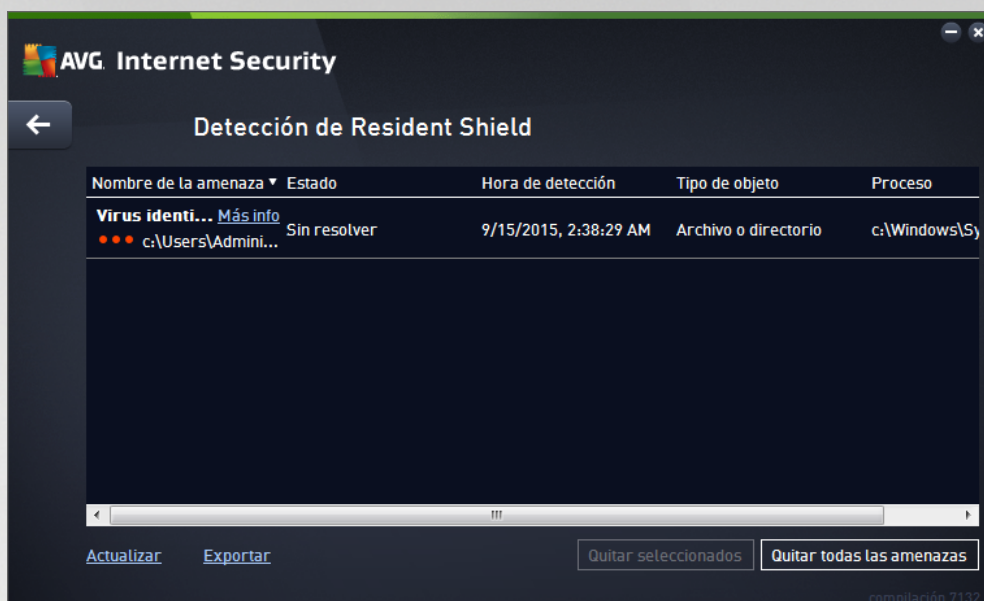 AVG. Internet Security
Detección de Resident Shield
Nombre de la amenaza Estado Hora de detección Tipo de objeto Proceso
Virus identi... Más info
c:\Users\Admini... Sin resolver 9/15/2015, 2:38:29 AM Archivo o directorio c:\Windows\Sy
Actualizar Exportar Quitar seleccionados Quitar todas las amenazas
compilación 7132